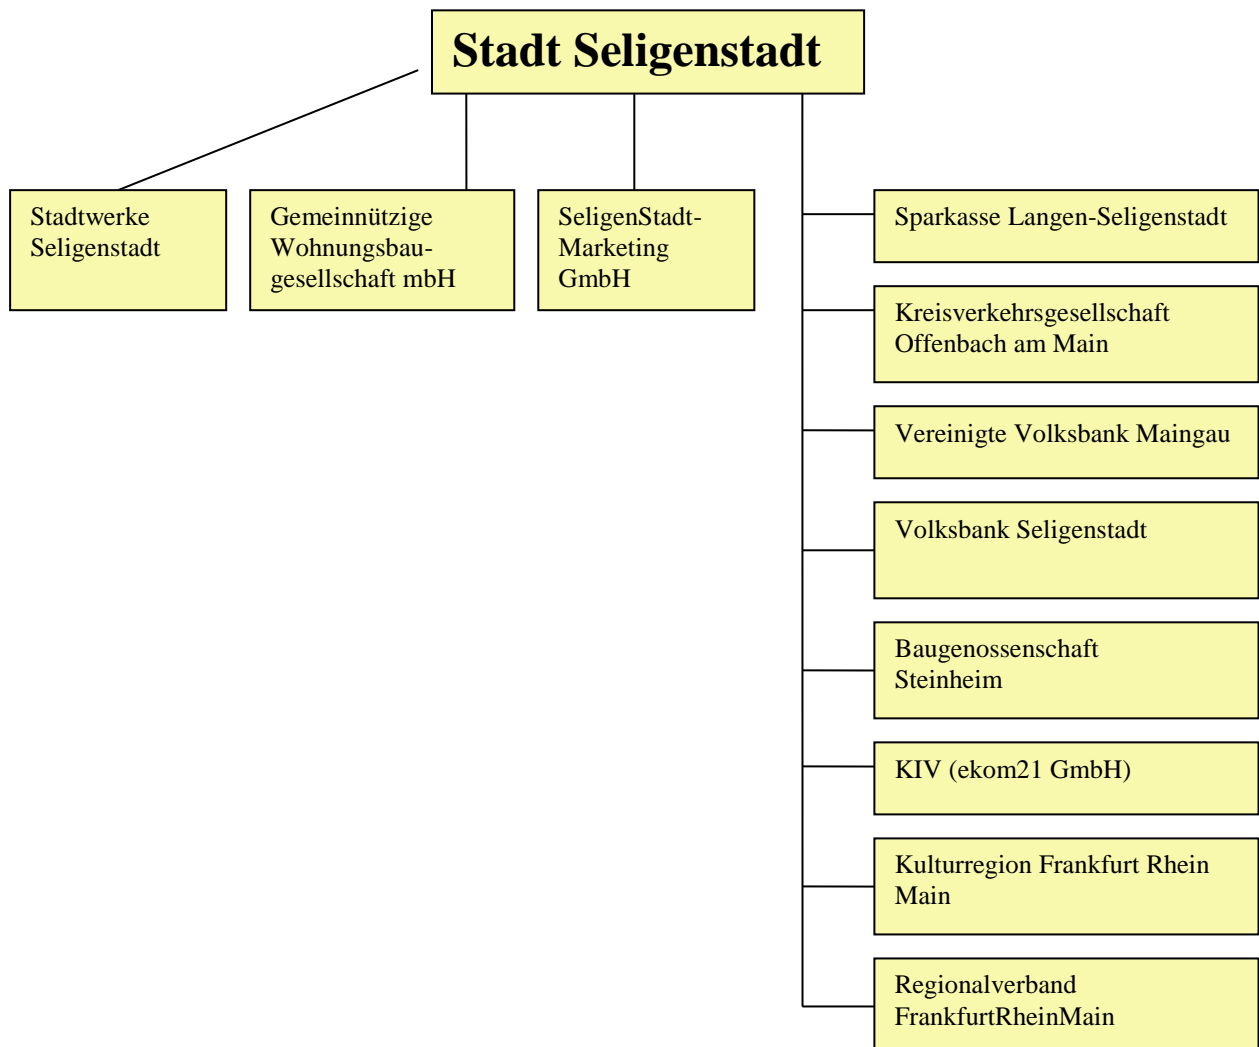 Stadt Seligenstadt
Stadtwerke
Seligenstadt
Gemeinnützige
Wohnungsbau-
gesellschaft mbH
SeligenStadt-
Marketing
GmbH
Sparkasse Langen-Seligenstadt
Kreisverkehrsgesellschaft
Offenbach am Main
Vereinigte Volksbank Maingau
Volksbank Seligenstadt
Baugenossenschaft
Steinheim
KIV (ekom21 GmbH)
Kulturregion Frankfurt Rhein
Main
Regionalverband
FrankfurtRheinMain